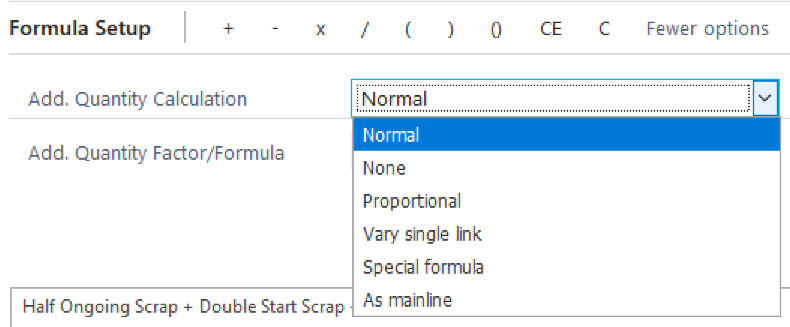 Formula Setup + - x / ( ) () CE C Fewer options
Add. Quantity Calculation Normal
Normal
Add. Quantity Factor/Formula
None
Proportional
Vary single link
Special formula
As mainline
Half Ongoing Scrap + Double Start Scrap